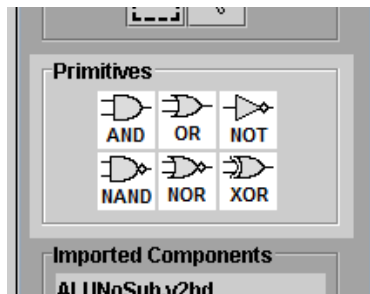 Primitives
AND OR NOT
NAND NOR XOR
Imported Components
ALUNoSub.v2bd